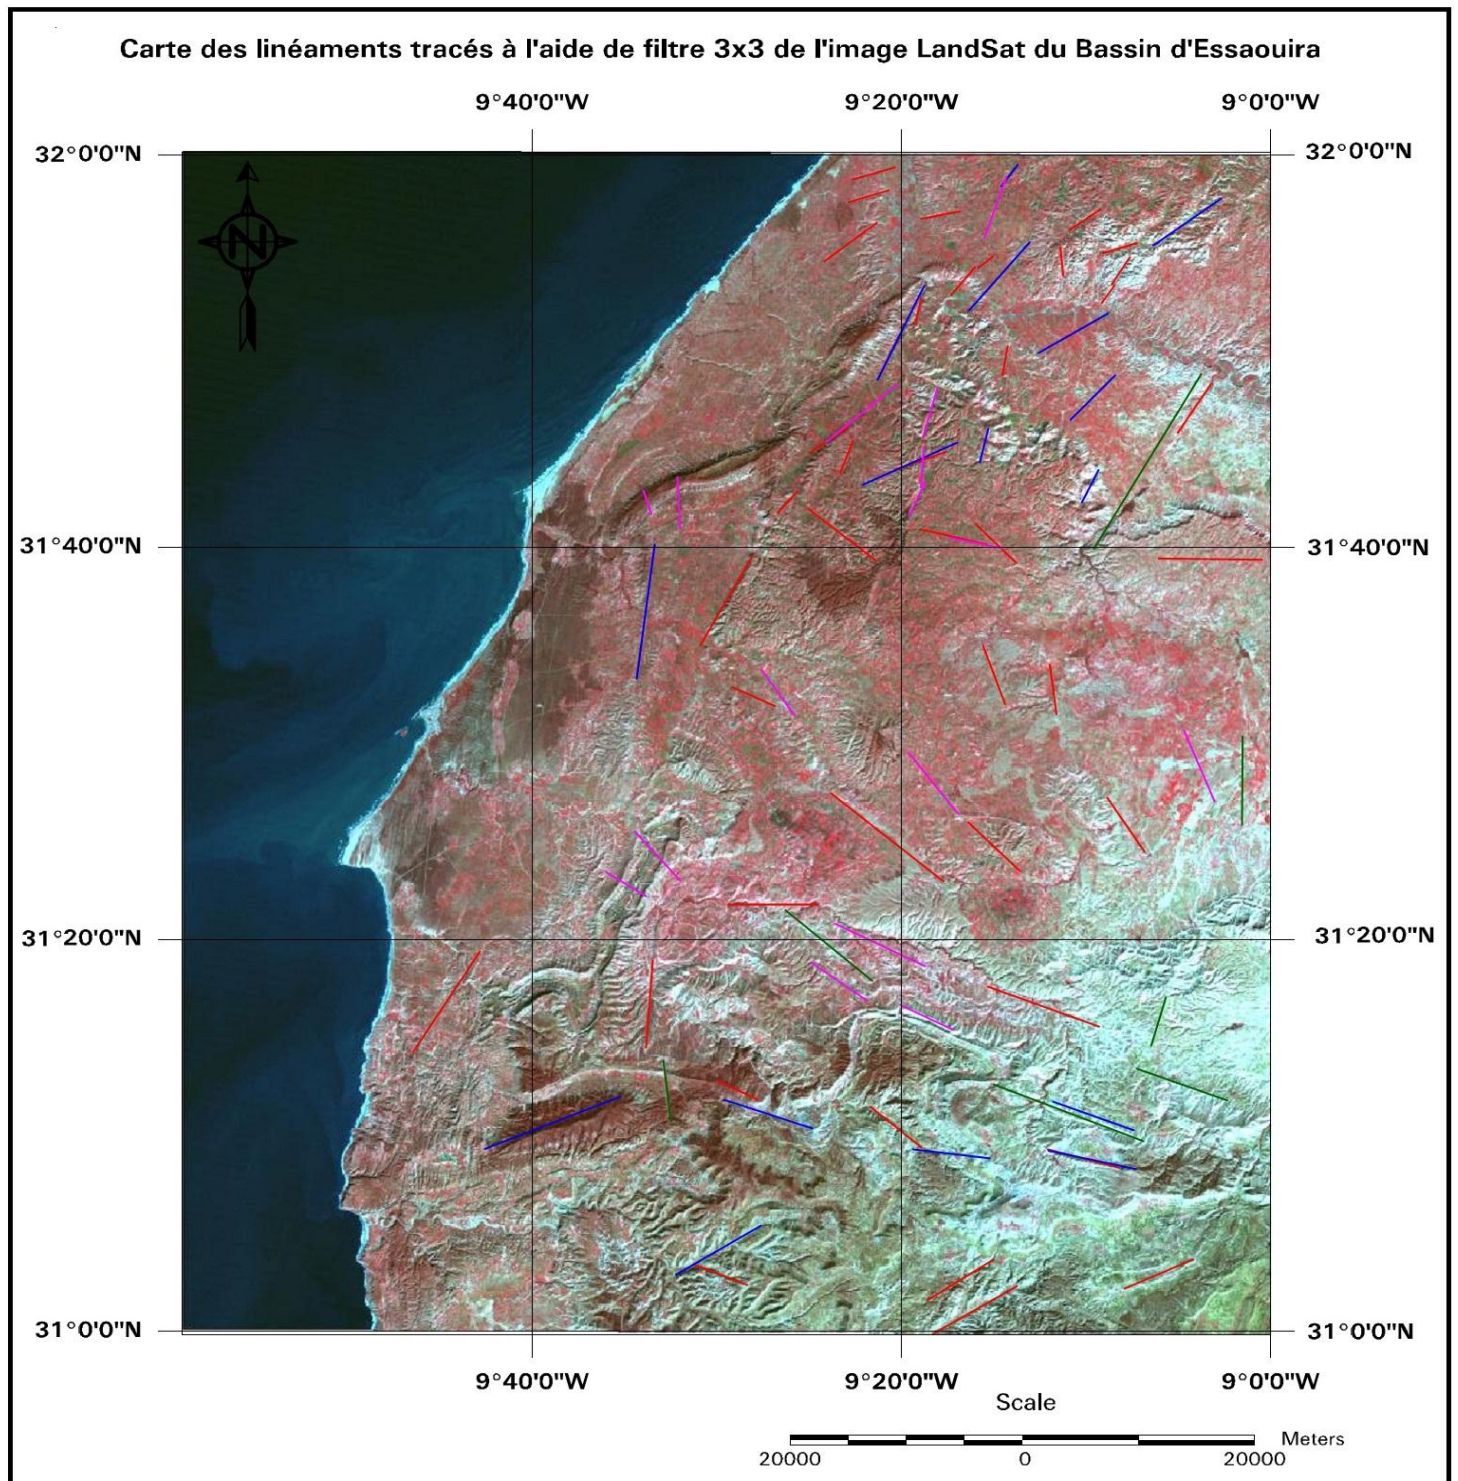 Carte des linéaments tracés à l'aide de filtre 3x3 de l'image LandSat du Bassin d'Essaouira
9°40'0"W 9°20'0"W 9°0'0"W
32°0'0"N 32°0'0"N
N
31°40'0"N 31°40'0"N
31°20'0"N 31°20'0"N
31°0'0"N 31°0'0"N
9°40'0"W 9°20'0"W 9°0'0"W
Scale
Meters
20000 0 20000